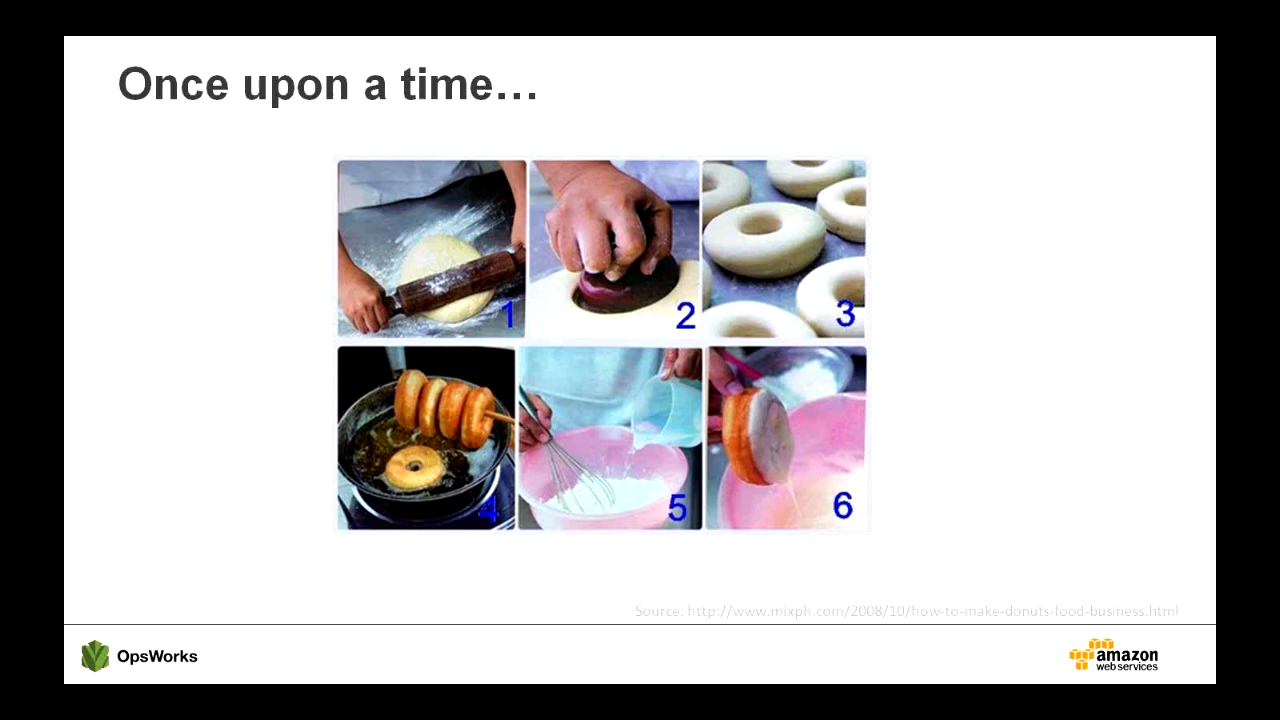 Once upon a time…
1
2
3
4
5
6
Source: http://www.mixph.com/2008/10/how-to-make-donuts-food-business.html
OpsWorks
amazon
web services